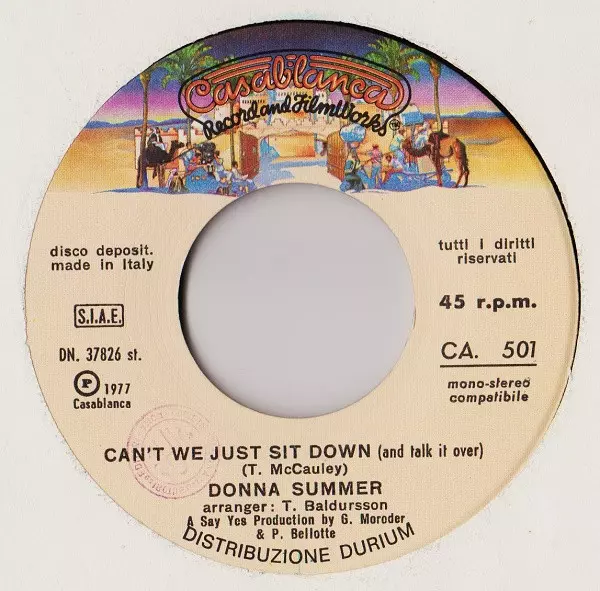 Casablanca
Record and FilmWorks
disco deposit.
made in Italy
tutti i diritti
riservati
S.I.A.E.
45 r.p.m.
DN. 37826 st.
CA. 501
P 1977
Casablanca
mono-stereo
compatibile
CAN'T WE JUST SIT DOWN (and talk it over)
(T. McCauley)
DONNA SUMMER
arranger: T. Baldursson
A Say Yes Production by G. Moroder
& P. Bellotte
DISTRIBUZIONE DURIUM